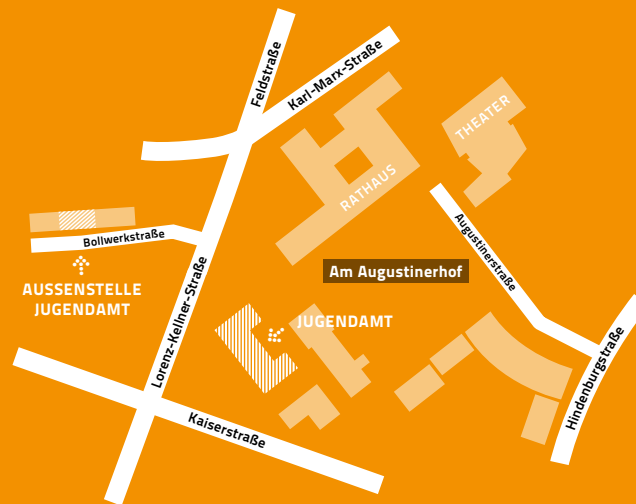 Feldstraße
Karl-Marx-Straße
THEATER
RATHAUS
Augustinerstraße
Bollwerkstraße
Am Augustinerhof
AUSSENSTELLE
JUGENDAMT
Lorenz-Kellner-Straße
JUGENDAMT
Hindenburgstraße
Kaiserstraße